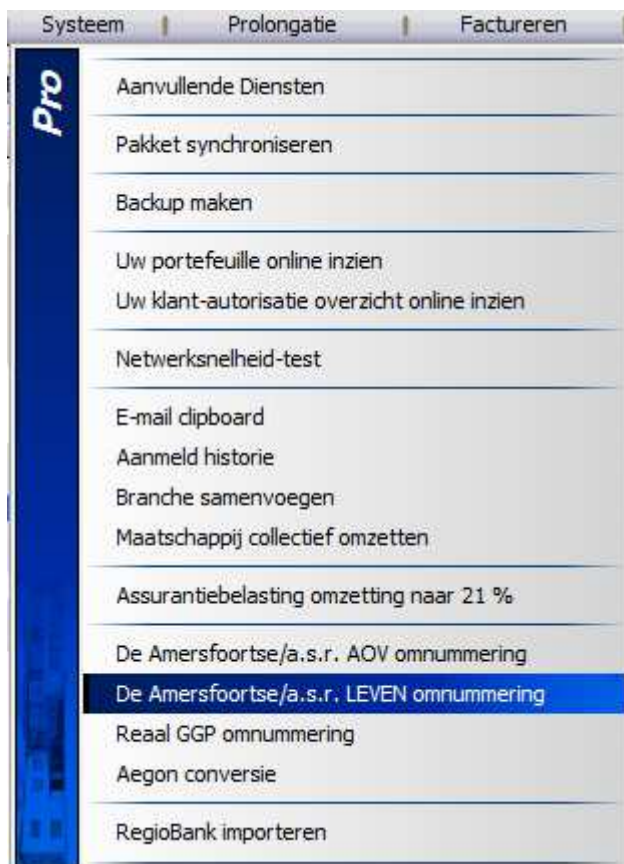 Systeem | Prolongatie | Factureren
Pro
Aanvullende Diensten
Pakket synchroniseren
Backup maken
Uw portefeuille online inzien
Uw klant-autorisatie overzicht online inzien
Netwerksnelheid-test
E-mail clipboard
Aanmeld historie
Branche samenvoegen
Maatschappij collectief omzetten
Assurantiebelasting omzetting naar 21 %
De Amersfoortse/a.s.r. AOV omnummering
De Amersfoortse/a.s.r. LEVEN omnummering
Reaal GGP omnummering
Aegon conversie
RegioBank importeren